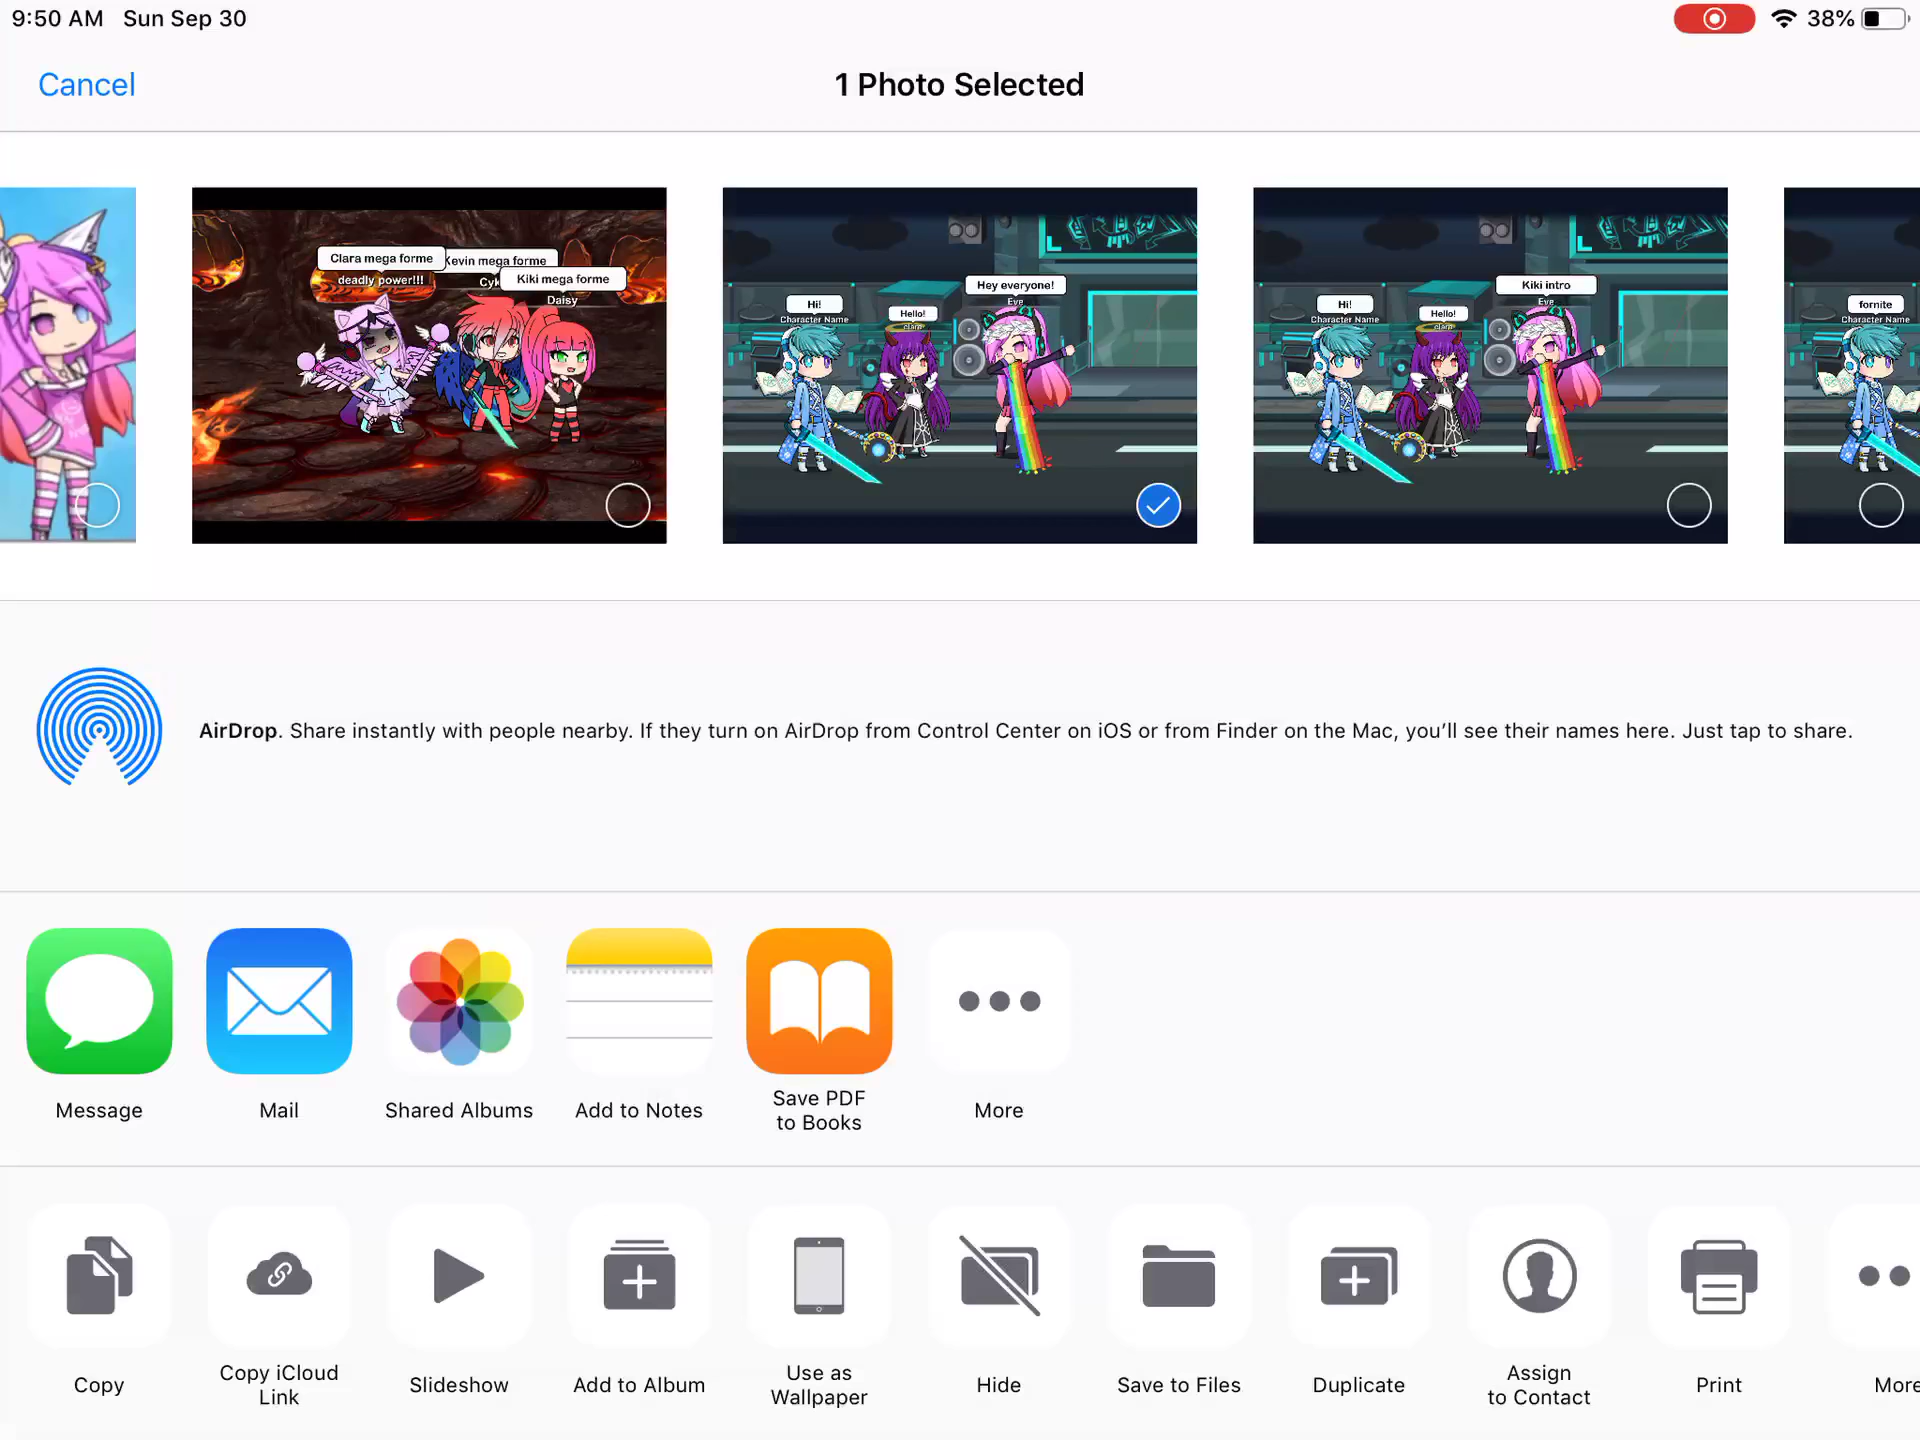 9:50 AM Sun Sep 30
38%
Cancel
1 Photo Selected
Clara mega forme
Kevin mega forme
deadly power!!!
Cyk
Kiki mega forme
Daisy
Hey everyone!
Eve
Hi!
Character Name
Hello!
clara
Kiki intro
Eve
Hi!
Character Name
Hello!
clara
fornite
Character Name
AirDrop. Share instantly with people nearby. If they turn on AirDrop from Control Center on iOS or from Finder on the Mac, you'll see their names here. Just tap to share.
Message
Mail
Shared Albums
Add to Notes
Save PDF
to Books
More
Copy
Copy iCloud
Link
Slideshow
Add to Album
Use as
Wallpaper
Hide
Save to Files
Duplicate
Assign
to Contact
Print
More